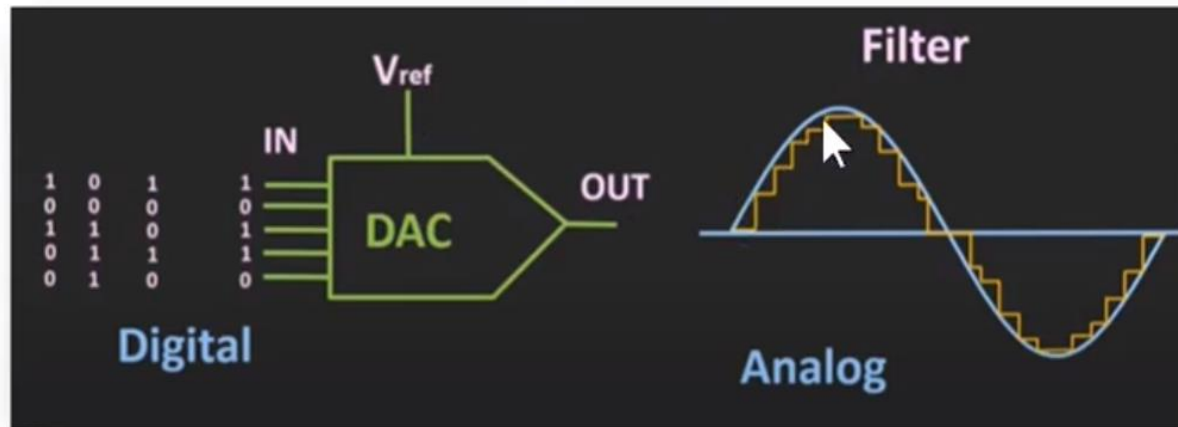 Filter
Vref
IN
1 0 1 1
0 0 0 0
1 1 0 1
0 1 1 1
0 1 0 0
DAC
OUT
Digital
Analog